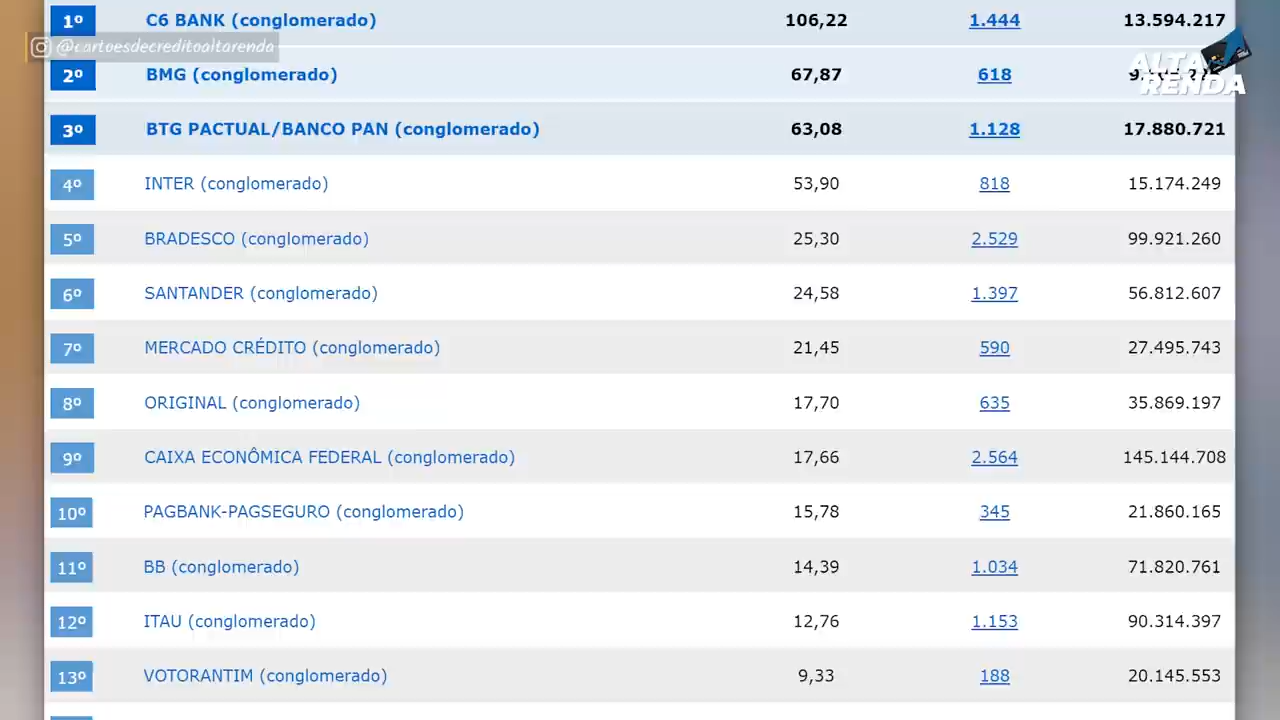 1º C6 BANK (conglomerado) 106,22 1.444 13.594.217
@cartoesdecreditoaltarenda
ALTA RENDA
2º BMG (conglomerado) 67,87 618
3º BTG PACTUAL/BANCO PAN (conglomerado) 63,08 1.128 17.880.721
4º INTER (conglomerado) 53,90 818 15.174.249
5º BRADESCO (conglomerado) 25,30 2.529 99.921.260
6º SANTANDER (conglomerado) 24,58 1.397 56.812.607
7º MERCADO CRÉDITO (conglomerado) 21,45 590 27.495.743
8º ORIGINAL (conglomerado) 17,70 635 35.869.197
9º CAIXA ECONÔMICA FEDERAL (conglomerado) 17,66 2.564 145.144.708
10º PAGBANK-PAGSEGURO (conglomerado) 15,78 345 21.860.165
11º BB (conglomerado) 14,39 1.034 71.820.761
12º ITAU (conglomerado) 12,76 1.153 90.314.397
13º VOTORANTIM (conglomerado) 9,33 188 20.145.553